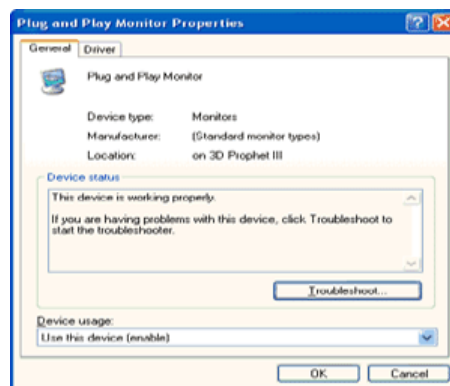 Plug and Play Monitor Properties
General
Driver
Plug and Play Monitor
Device type: Monitors
Manufacturer: (Standard monitor types)
Location: on 3D Prophet III
Device status
This device is working properly.
If you are having problems with this device, click Troubleshoot to
start the troubleshooter.
Troubleshoot...
Device usage:
Use this device (enable)
OK
Cancel